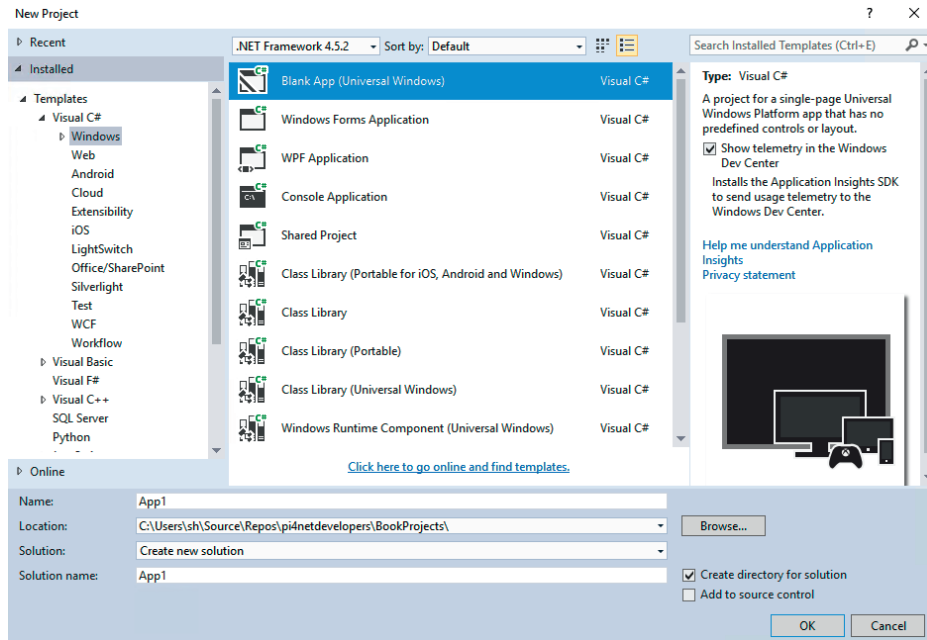 New Project
? ×
Recent
.NET Framework 4.5.2 Sort by: Default
Search Installed Templates (Ctrl+E)
Installed
Templates
Visual C#
Windows
Web
Android
Cloud
Extensibility
iOS
LightSwitch
Office/SharePoint
Silverlight
Test
WCF
Workflow
Visual Basic
Visual F#
Visual C++
SQL Server
Python
Online
Blank App (Universal Windows) Visual C#
Windows Forms Application Visual C#
WPF Application Visual C#
Console Application Visual C#
Shared Project Visual C#
Class Library (Portable for iOS, Android and Windows) Visual C#
Class Library Visual C#
Class Library (Portable) Visual C#
Class Library (Universal Windows) Visual C#
Windows Runtime Component (Universal Windows) Visual C#
Click here to go online and find templates.
Type: Visual C#
A project for a single-page Universal
Windows Platform app that has no
predefined controls or layout.
Show telemetry in the Windows
Dev Center
Installs the Application Insights SDK
to send usage telemetry to the
Windows Dev Center.
Help me understand Application
Insights
Privacy statement
Name: App1
Location: C:\Users\sh\Source\Repos\pi4netdevelopers\BookProjects\ Browse...
Solution: Create new solution
Solution name: App1
Create directory for solution
Add to source control
OK Cancel